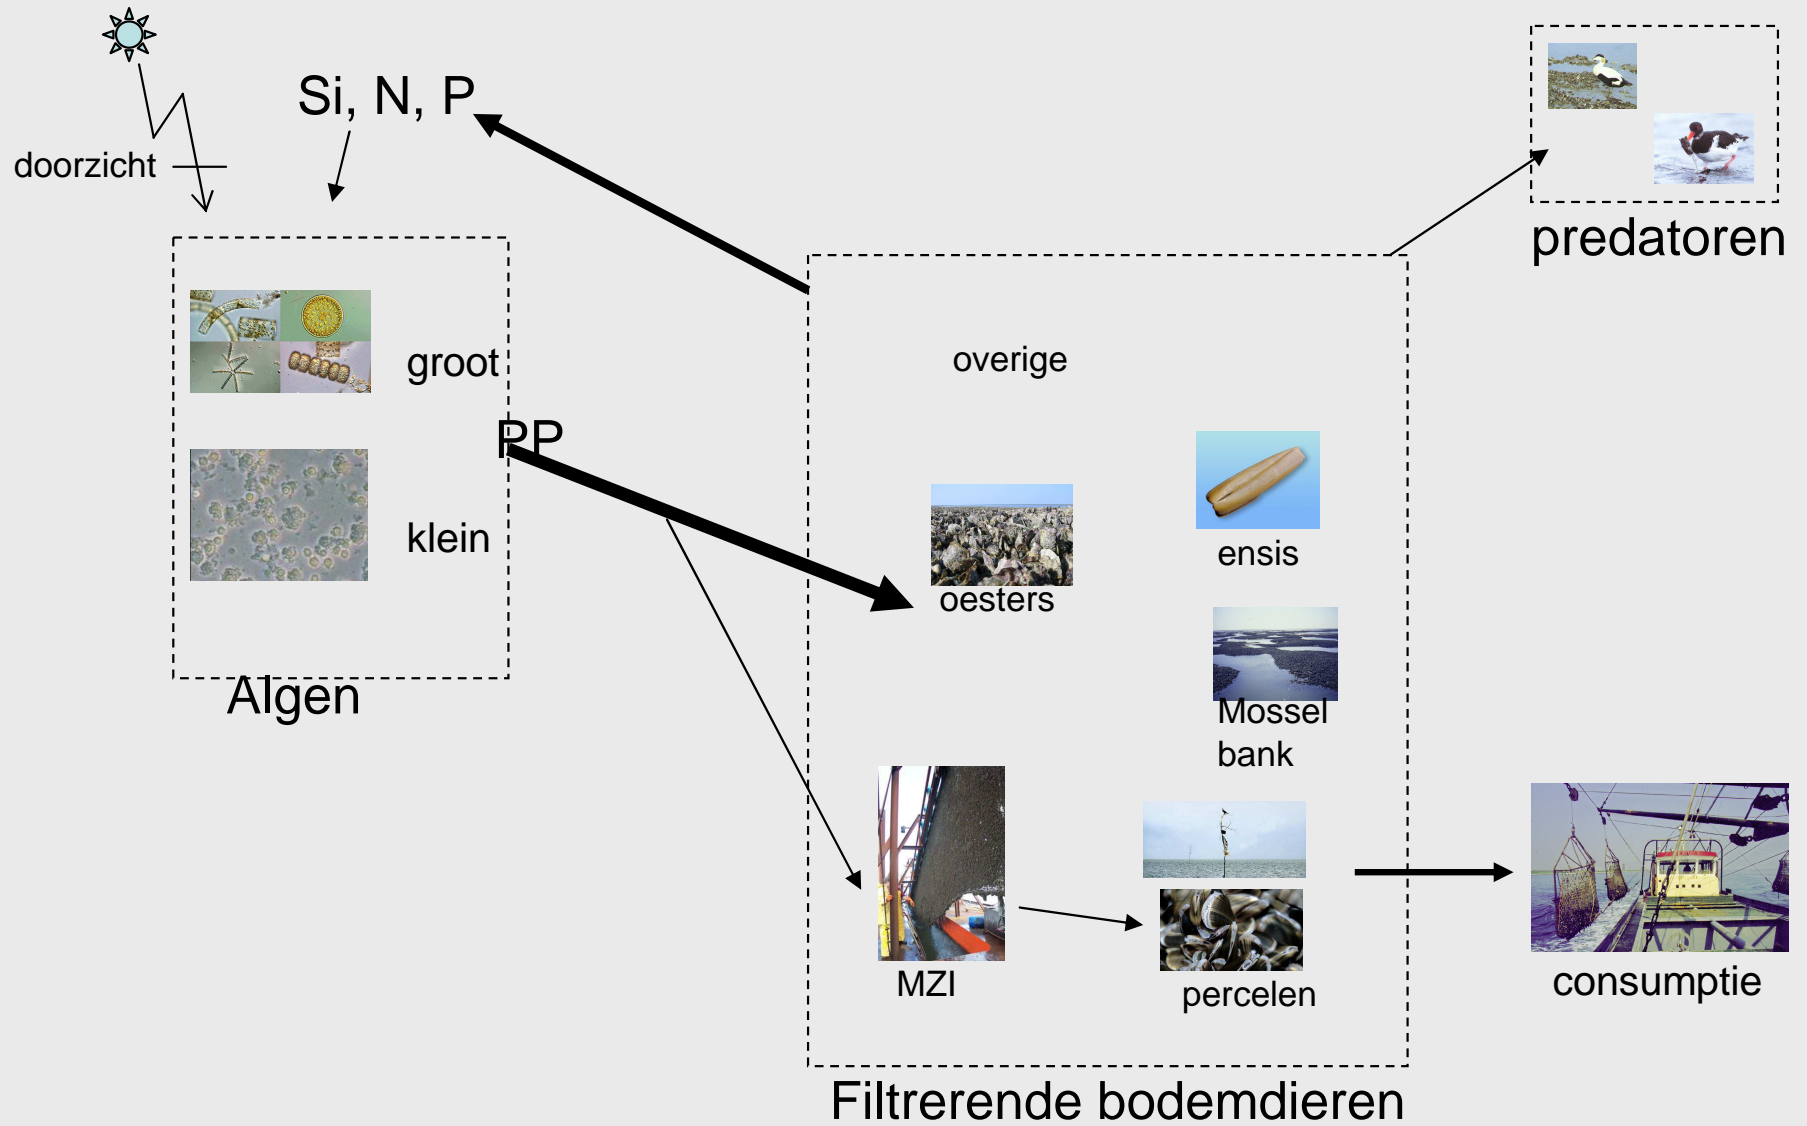 Si, N, P
doorzicht
predatoren
groot
overige
PP
klein
ensis
oesters
Algen
Mossel
bank
MZI
percelen
consumptie
Filtrerende bodemdieren